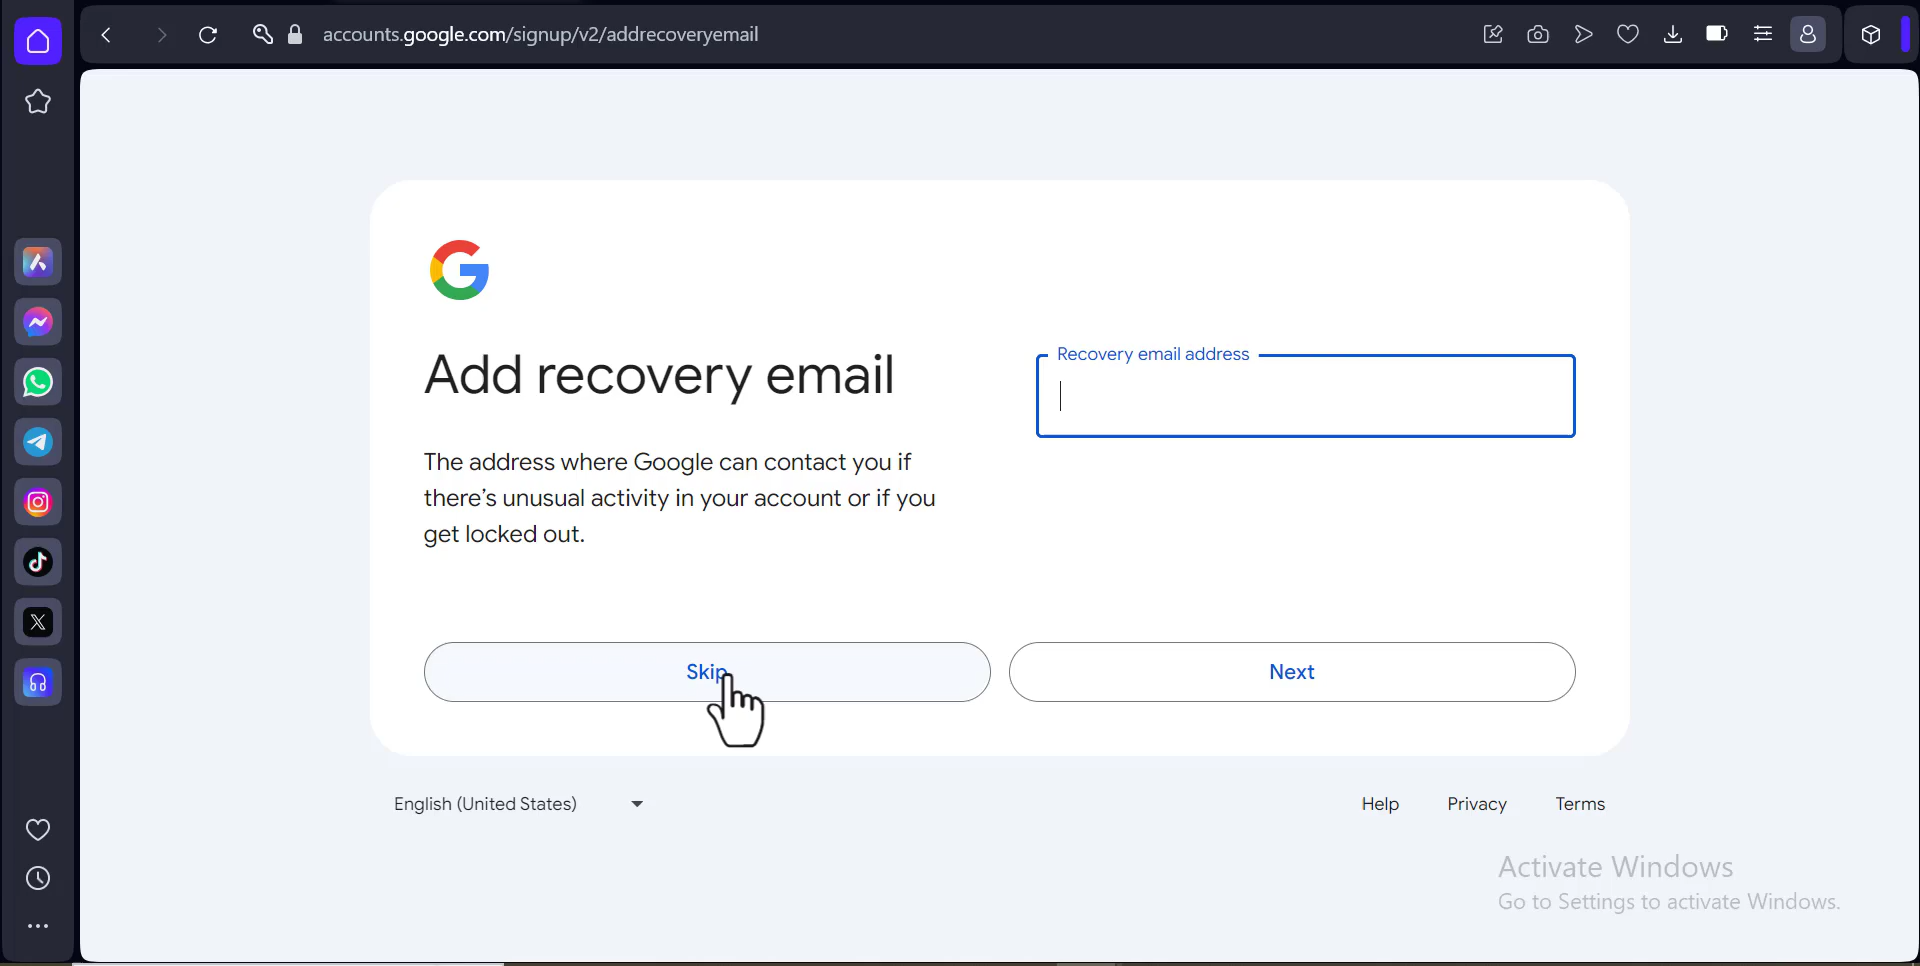 accounts.google.com/signup/v2/addrecoveryemail
Add recovery email
The address where Google can contact you if
there's unusual activity in your account or if you
get locked out.
Recovery email address
Skip
Next
English (United States)
Help
Privacy
Terms
Activate Windows
Go to Settings to activate Windows.